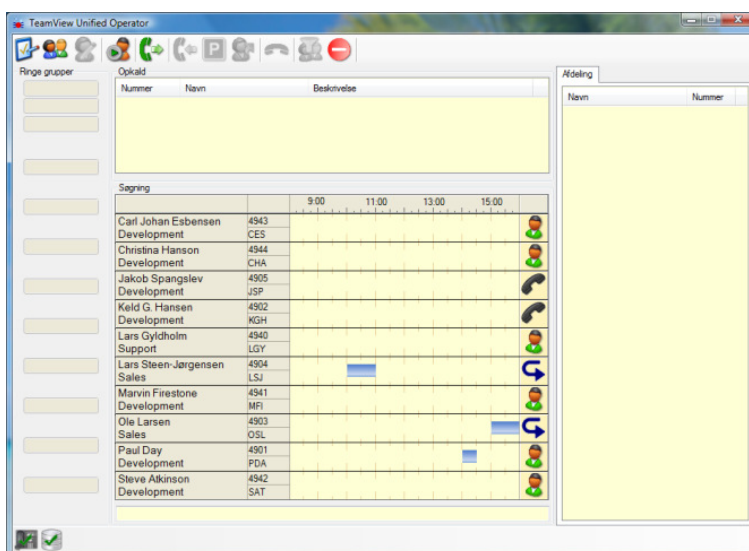 TeamView Unified Operator
P
Ringe grupper
Opkald
Nummer Navn Beskrivelse
Afdeling
Navn Nummer
Søgning
9:00 11:00 13:00 15:00
Carl Johan Esbensen 4943
Development CES
Christina Hanson 4944
Development CHA
Jakob Spangslev 4905
Development JSP
Keld G. Hansen 4902
Development KGH
Lars Gyldholm 4940
Support LGY
Lars Steen-Jørgensen 4904
Sales LSJ
Marvin Firestone 4941
Development MFI
Ole Larsen 4903
Sales OSL
Paul Day 4901
Development PDA
Steve Atkinson 4942
Development SAT